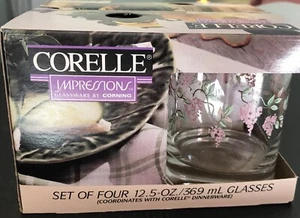 CORELLE®
IMPRESSIONS®
GLASSWARE BY CORNING
SET OF FOUR 12.5-OZ./369 mL GLASSES
(COORDINATES WITH CORELLE® DINNERWARE)